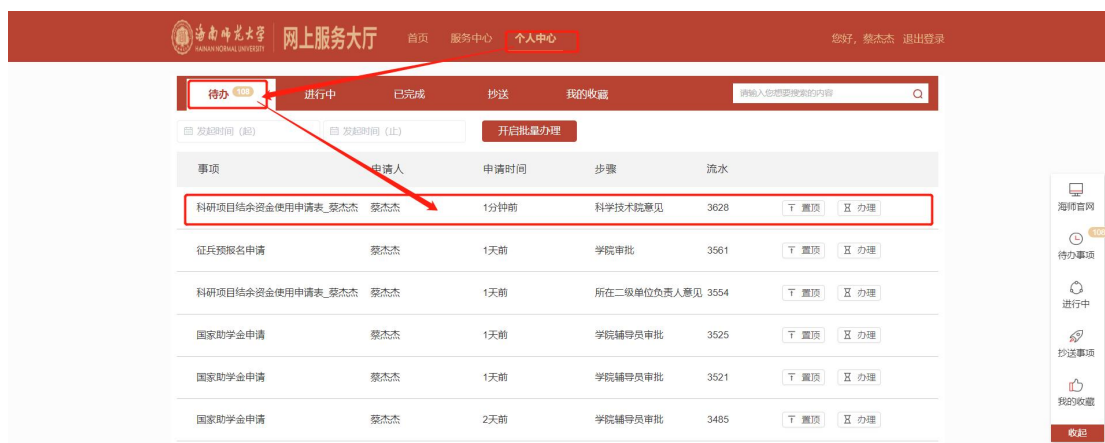 海南师范大学 网上服务大厅 首页 服务中心 个人中心 您好，蔡杰杰 退出登录
HAINAN NORMAL UNIVERSITY
待办 108 进行中 已完成 抄送 我的收藏 请输入您想要搜索的内容
发起时间 (起) 发起时间 (止) 开启批量办理
事项 申请人 申请时间 步骤 流水
科研项目结余资金使用申请表_蔡杰杰 蔡杰杰 1分钟前 科学技术院意见 3628 置顶 办理
征兵预报名申请 蔡杰杰 1天前 学院审批 3561 置顶 办理
科研项目结余资金使用申请表_蔡杰杰 蔡杰杰 1天前 所在二级单位负责人意见 3554 置顶 办理
国家助学金申请 蔡杰杰 1天前 学院辅导员审批 3525 置顶 办理
国家助学金申请 蔡杰杰 1天前 学院辅导员审批 3521 置顶 办理
国家助学金申请 蔡杰杰 2天前 学院辅导员审批 3485 置顶 办理
海师官网
待办事项
进行中
抄送事项
我的收藏
收起